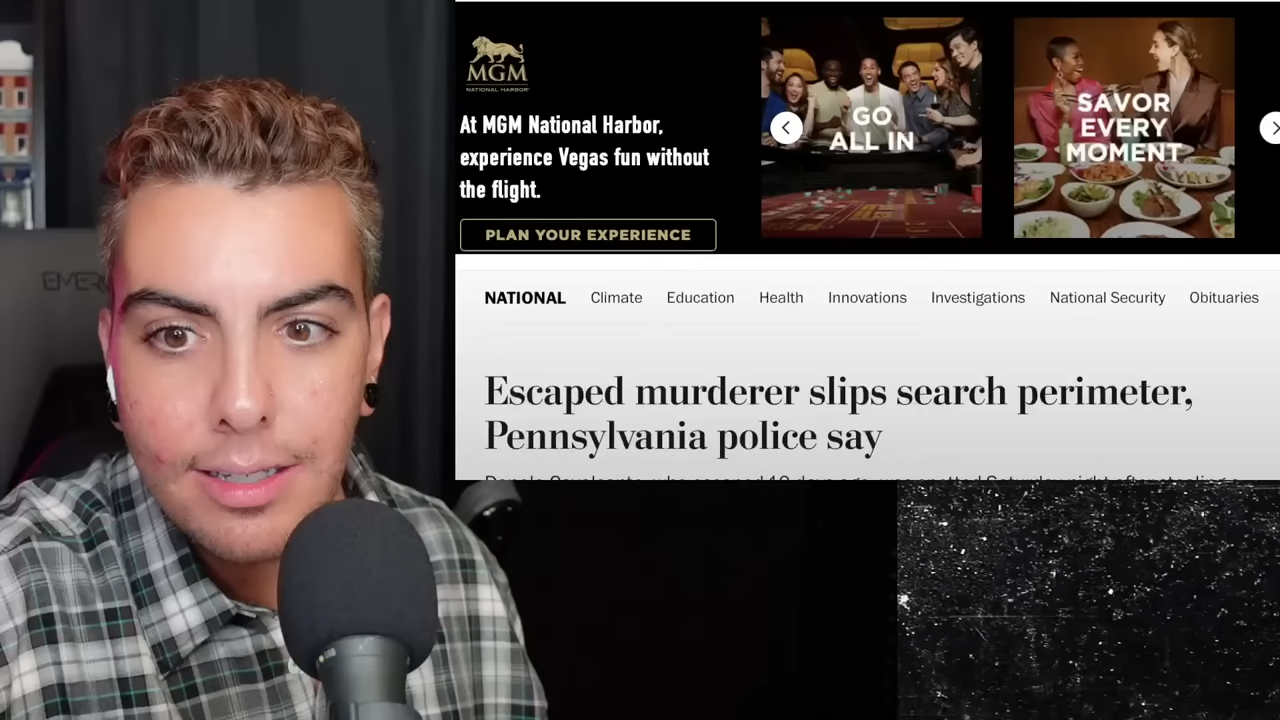 MGM
NATIONAL HARBOR
At MGM National Harbor,
experience Vegas fun without
the flight.
PLAN YOUR EXPERIENCE
GO
ALL IN
SAVOR
EVERY
MOMENT
NATIONAL Climate Education Health Innovations Investigations National Security Obituaries
Escaped murderer slips search perimeter,
Pennsylvania police say